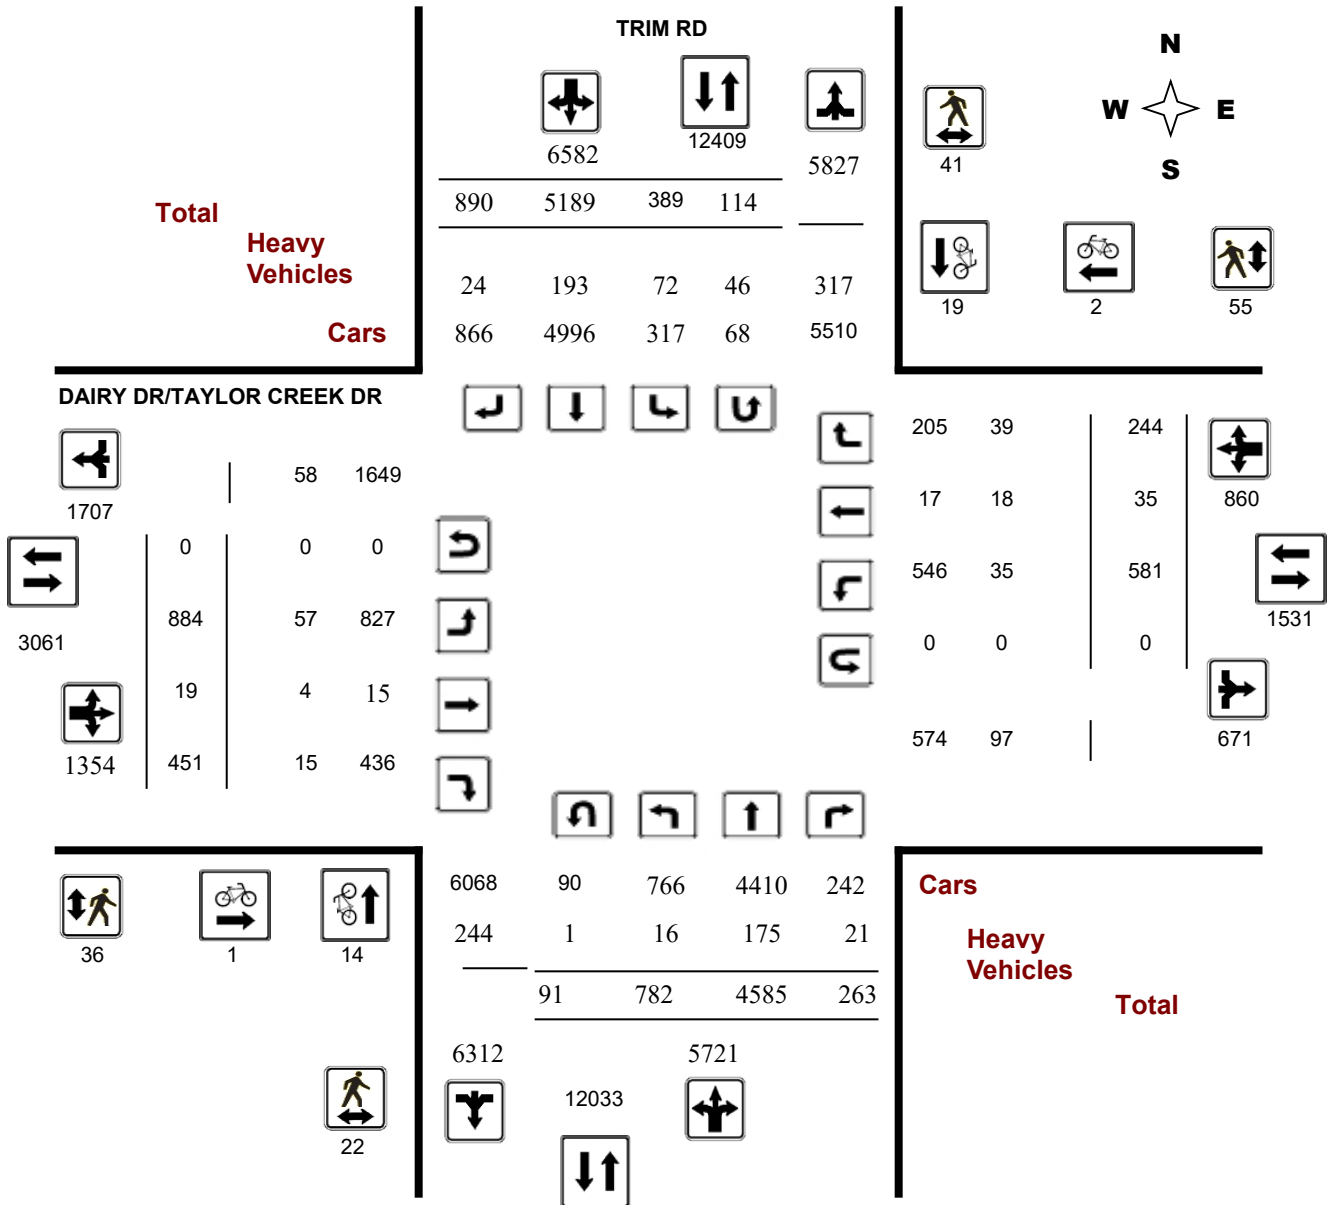 TRIM RD
N
W E
S
6582
12409
5827
41
890 5189 389 114
Total
Heavy
Vehicles
24 193 72 46 317
19 2 55
Cars
866 4996 317 68 5510
DAIRY DR/TAYLOR CREEK DR
205 39 244
58 1649
1707
17 18 35 860
0 0 0
546 35 581
884 57 827
1531
3061
0 0 0
19 4 15
574 97 671
1354 451 15 436
6068 90 766 4410 242
Cars
244 1 16 175 21
Heavy
Vehicles
36 1 14
91 782 4585 263
Total
6312 5721
12033
22